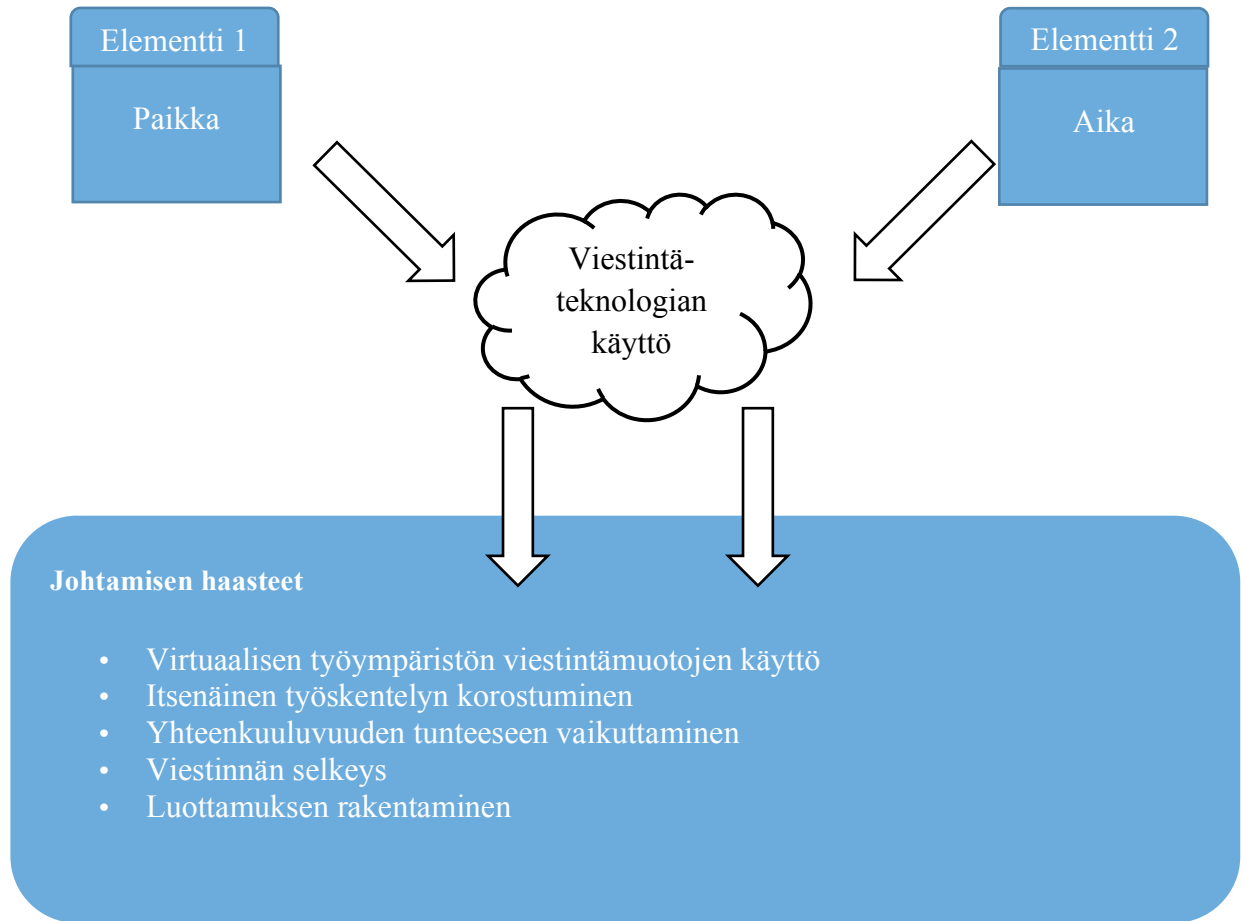 Elementti 1
Paikka
Elementti 2
Aika
Viestintä-
teknologian
käyttö
Johtamisen haasteet
• Virtuaalisen työympäristön viestintämuotojen käyttö
• Itsenäinen työskentelyn korostuminen
• Yhteenkuuluvuuden tunteeseen vaikuttaminen
• Viestinnän selkeys
• Luottamuksen rakentaminen